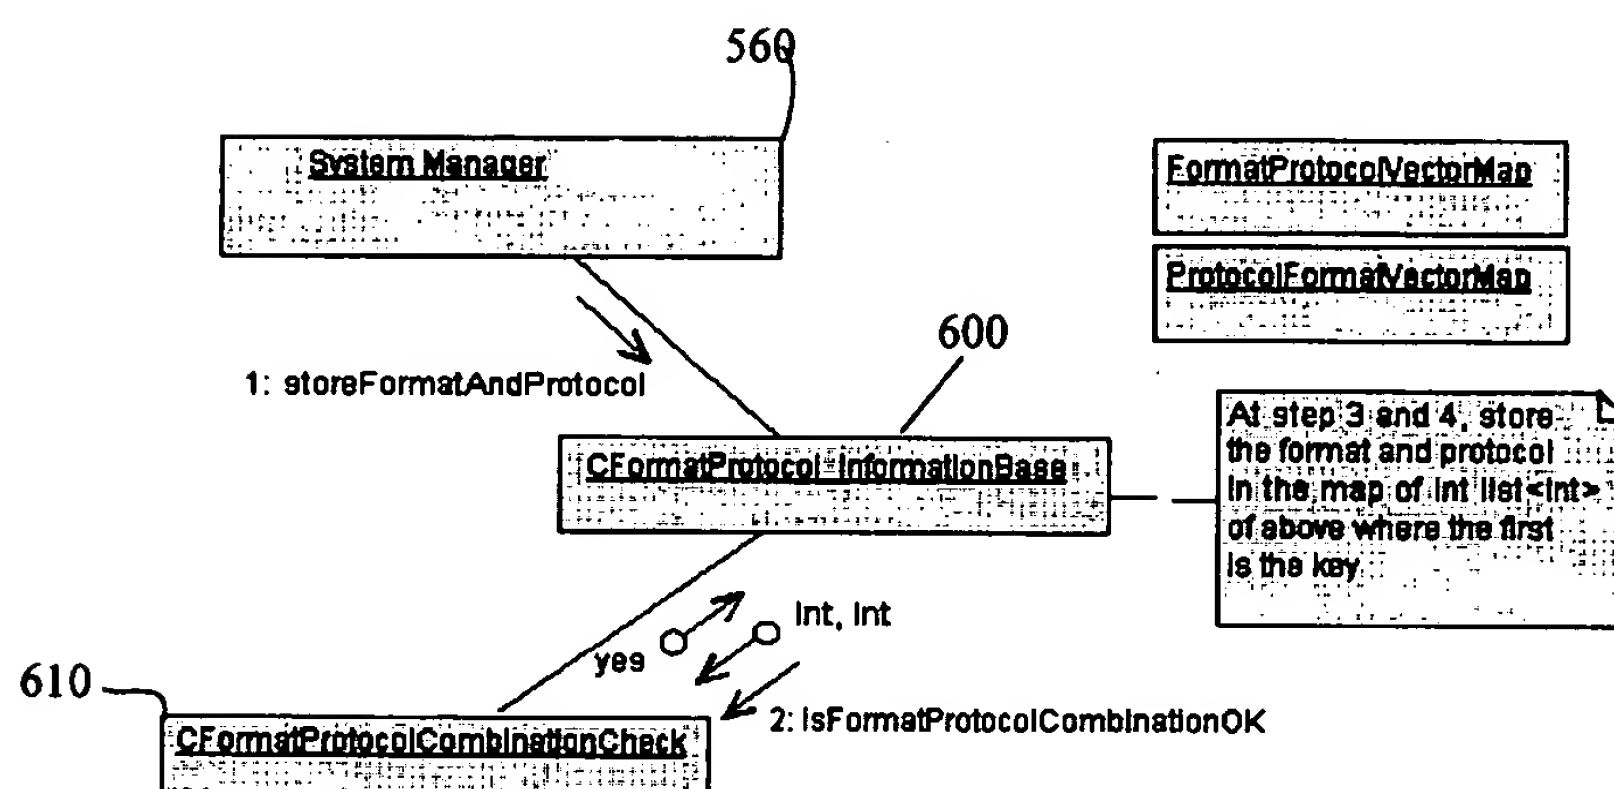 560
System Manager
FormatProtocolVectorMap
ProtocolFormatVectorMap
600
1: storeFormatAndProtocol
At step 3 and 4, store
the format and protocol
in the map of int list<int>
of above where the first
is the key
CFormatProtocol_InformationBase
int, int
yes
610
2: isFormatProtocolCombinationOK
CFormatProtocolCombinationCheck